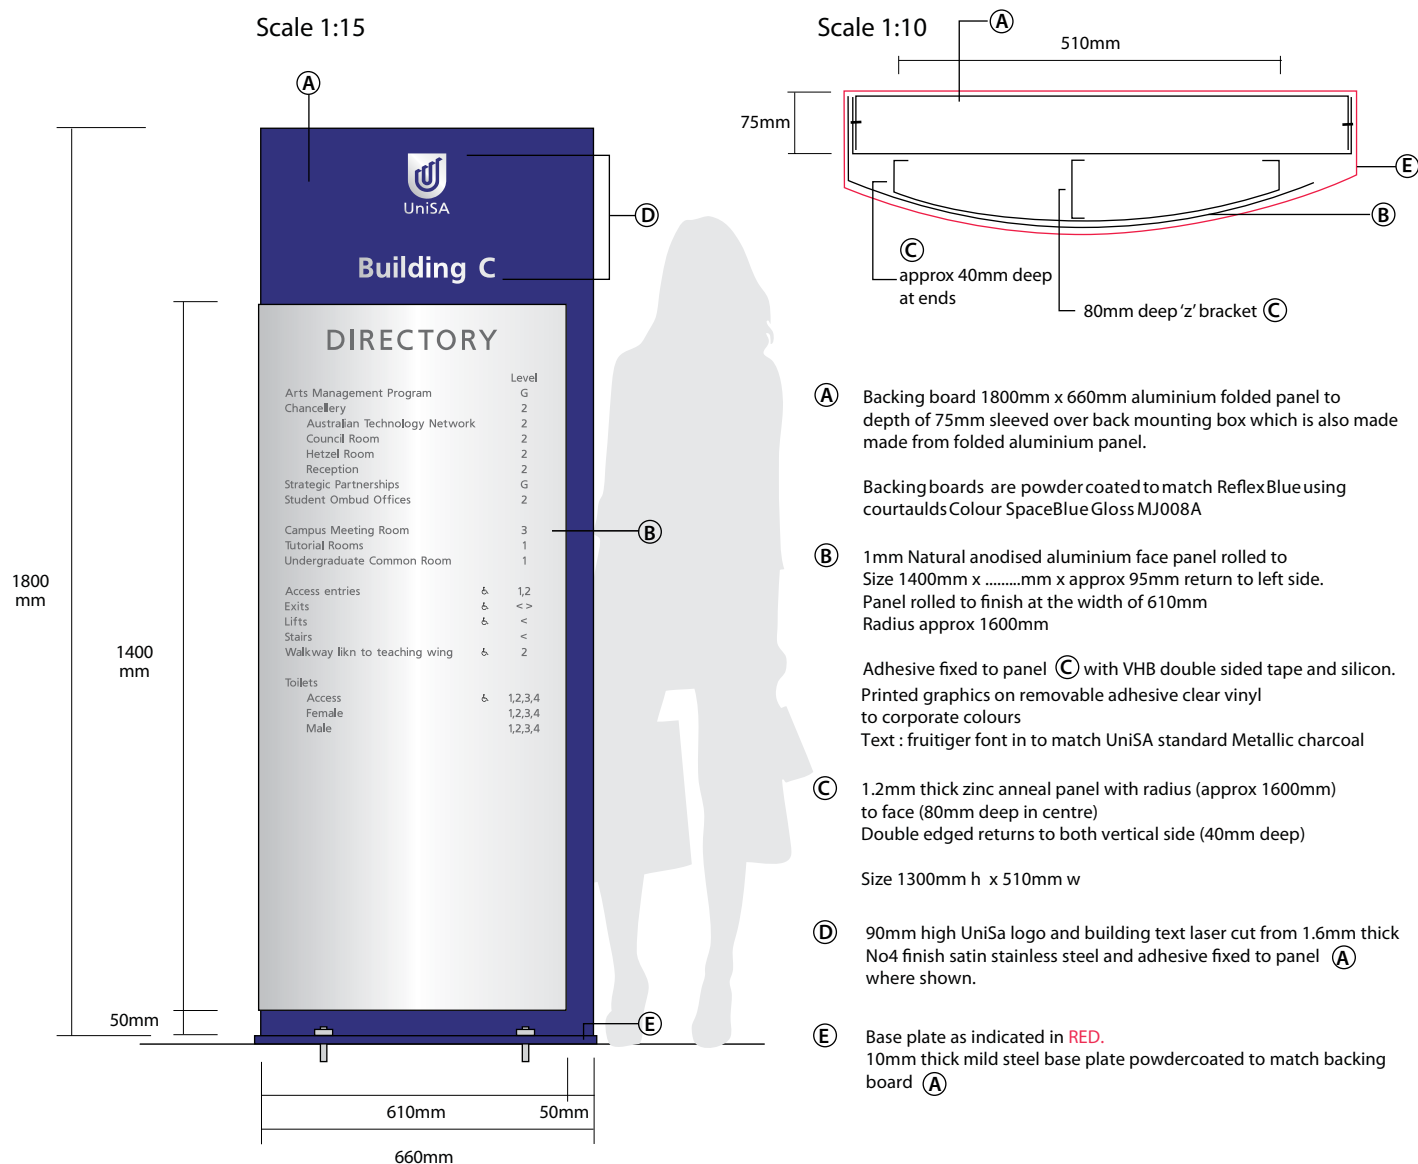 Scale 1:15
A
UniSA
D
Building C
DIRECTORY
Level
Arts Management Program G
Chancellery 2
Australian Technology Network 2
Council Room 2
Hetzel Room 2
Reception 2
Strategic Partnerships G
Student Ombud Offices 2
Campus Meeting Room 3
Tutorial Rooms 1
Undergraduate Common Room 1
B
Access entries 1,2
Exits < >
Lifts <
Stairs <
Walkway likn to teaching wing 2
Toilets
Access 1,2,3,4
Female 1,2,3,4
Male 1,2,3,4
1800
mm
1400
mm
50mm
E
610mm
50mm
660mm
Scale 1:10
A
510mm
75mm
E
B
C
approx 40mm deep
at ends
80mm deep 'z' bracket C
A Backing board 1800mm x 660mm aluminium folded panel to
depth of 75mm sleeved over back mounting box which is also made
made from folded aluminium panel.
Backing boards are powder coated to match Reflex Blue using
courtaulds Colour SpaceBlue Gloss MJ008A
B 1mm Natural anodised aluminium face panel rolled to
Size 1400mm x .........mm x approx 95mm return to left side.
Panel rolled to finish at the width of 610mm
Radius approx 1600mm
Adhesive fixed to panel C with VHB double sided tape and silicon.
Printed graphics on removable adhesive clear vinyl
to corporate colours
Text : fruitiger font in to match UniSA standard Metallic charcoal
C 1.2mm thick zinc anneal panel with radius (approx 1600mm)
to face (80mm deep in centre)
Double edged returns to both vertical side (40mm deep)
Size 1300mm h x 510mm w
D 90mm high UniSa logo and building text laser cut from 1.6mm thick
No4 finish satin stainless steel and adhesive fixed to panel A
where shown.
E Base plate as indicated in RED.
10mm thick mild steel base plate powdercoated to match backing
board A